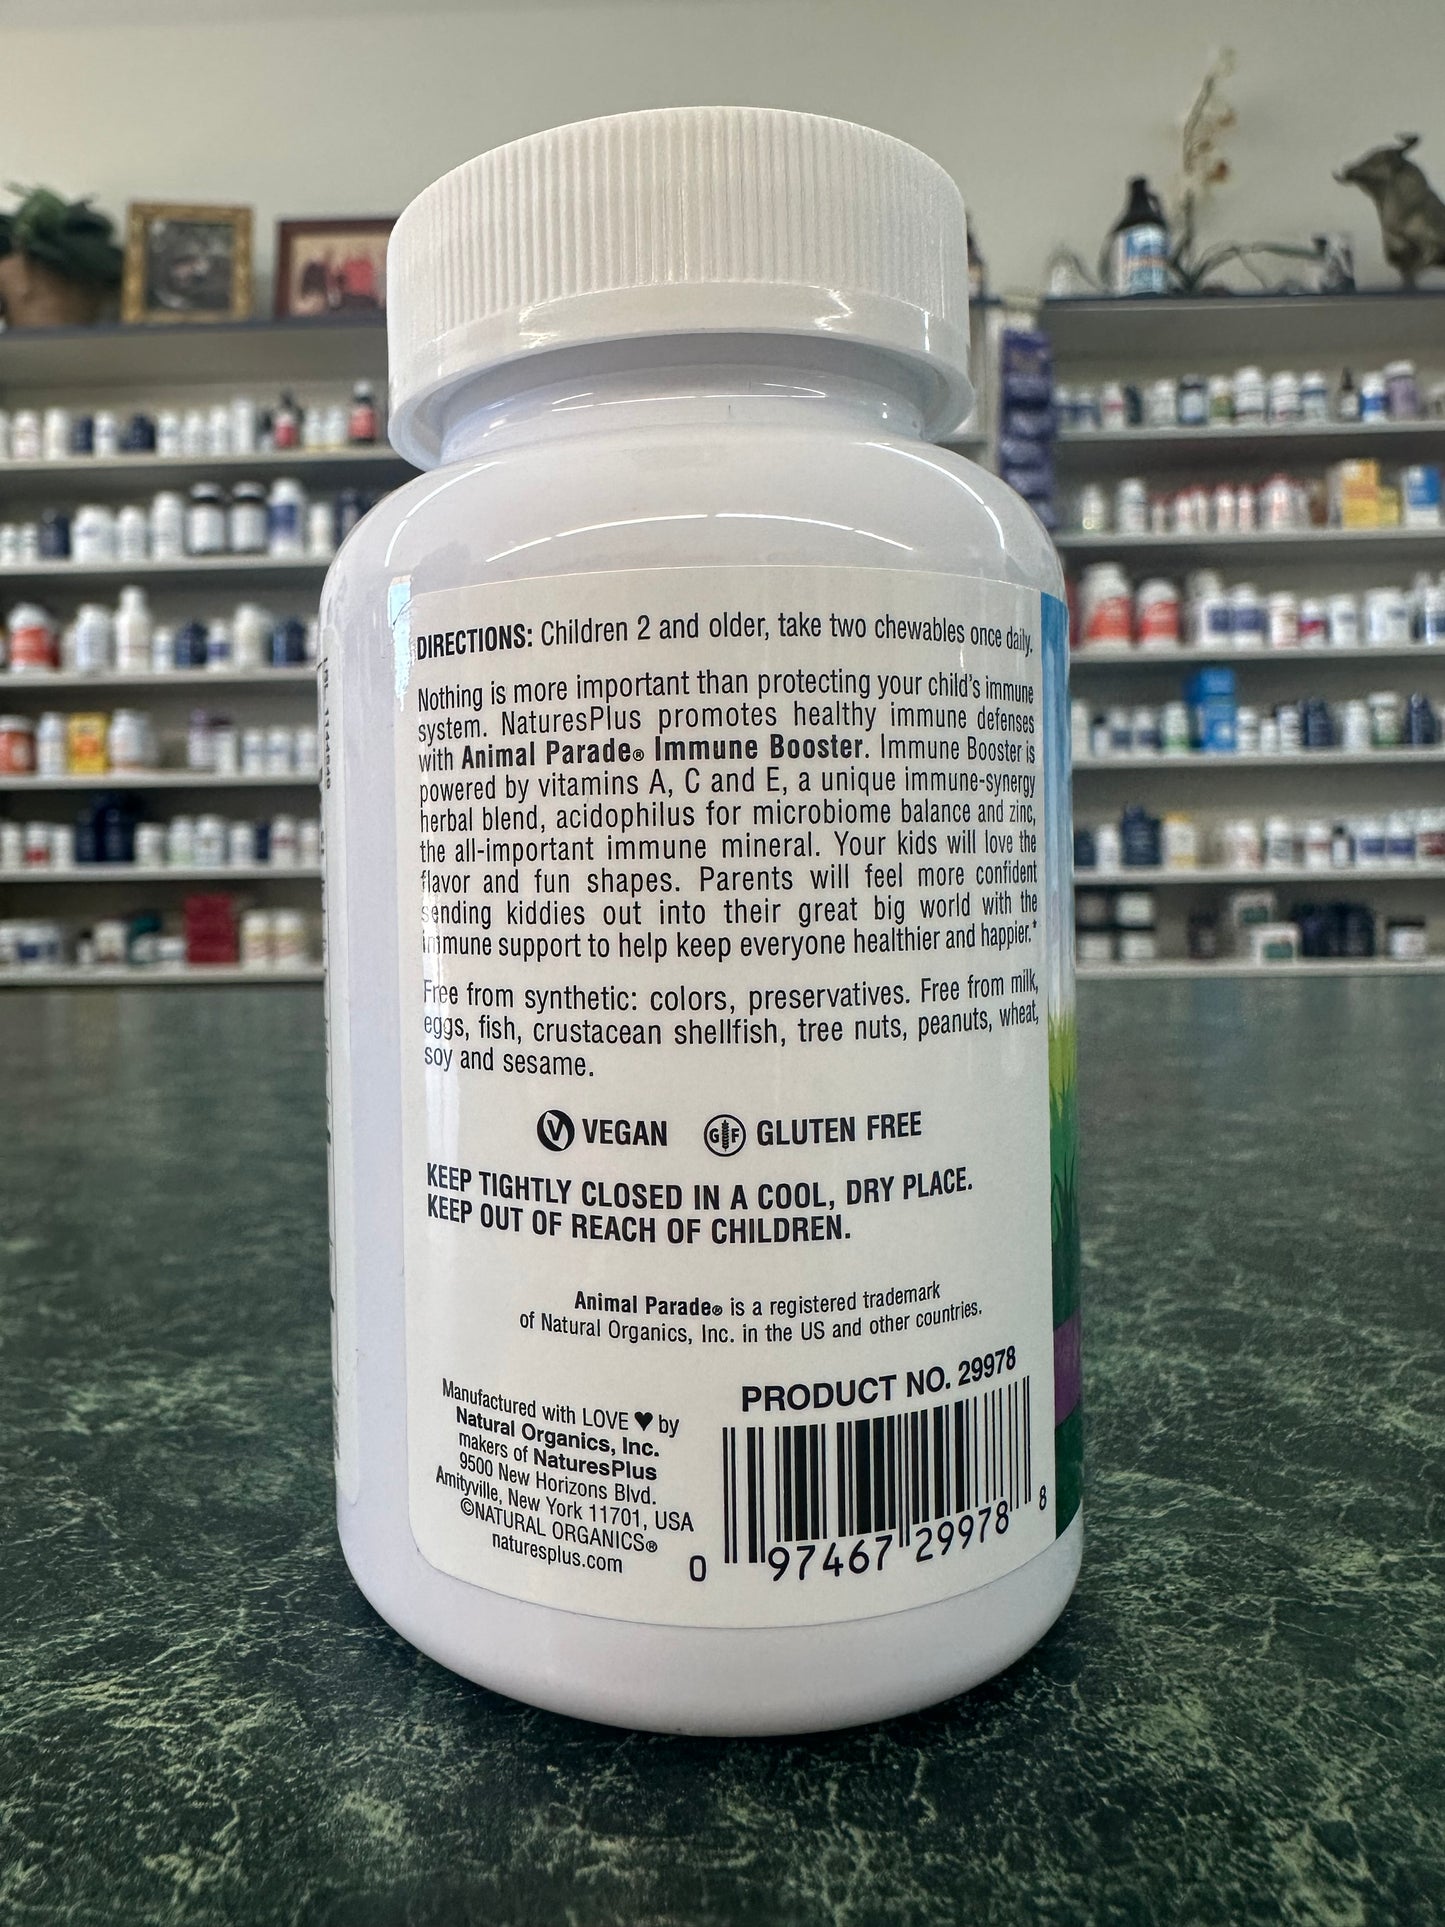 DIRECTIONS: Children 2 and older, take two chewables once daily.
Nothing is more important than protecting your child's immune
system. NaturesPlus promotes healthy immune defenses
with Animal Parade® Immune Booster. Immune Booster is
powered by vitamins A, C and E, a unique immune-synergy
herbal blend, acidophilus for microbiome balance and zinc,
the all-important immune mineral. Your kids will love the
flavor and fun shapes. Parents will feel more confident
sending kiddies out into their great big world with the
immune support to help keep everyone healthier and happier.*
Free from synthetic: colors, preservatives. Free from milk,
eggs, fish, crustacean shellfish, tree nuts, peanuts, wheat,
soy and sesame.
VEGAN GF GLUTEN FREE
KEEP TIGHTLY CLOSED IN A COOL, DRY PLACE.
KEEP OUT OF REACH OF CHILDREN.
Animal Parade® is a registered trademark
of Natural Organics, Inc. in the US and other countries.
Manufactured with LOVE ♥ by
Natural Organics, Inc.
makers of NaturesPlus
9500 New Horizons Blvd.
Amityville, New York 11701, USA
©NATURAL ORGANICS®
naturesplus.com
PRODUCT NO. 29978
0 97467 29978 8